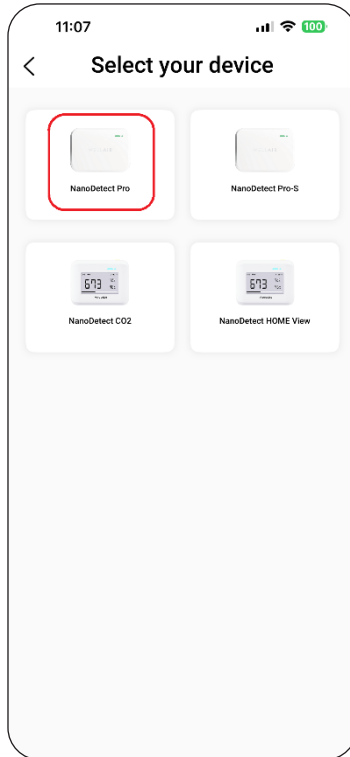 11:07
100
Select your device
NanoDetect Pro
NanoDetect Pro-S
673
673
NanoDetect CO2
NanoDetect HOME View